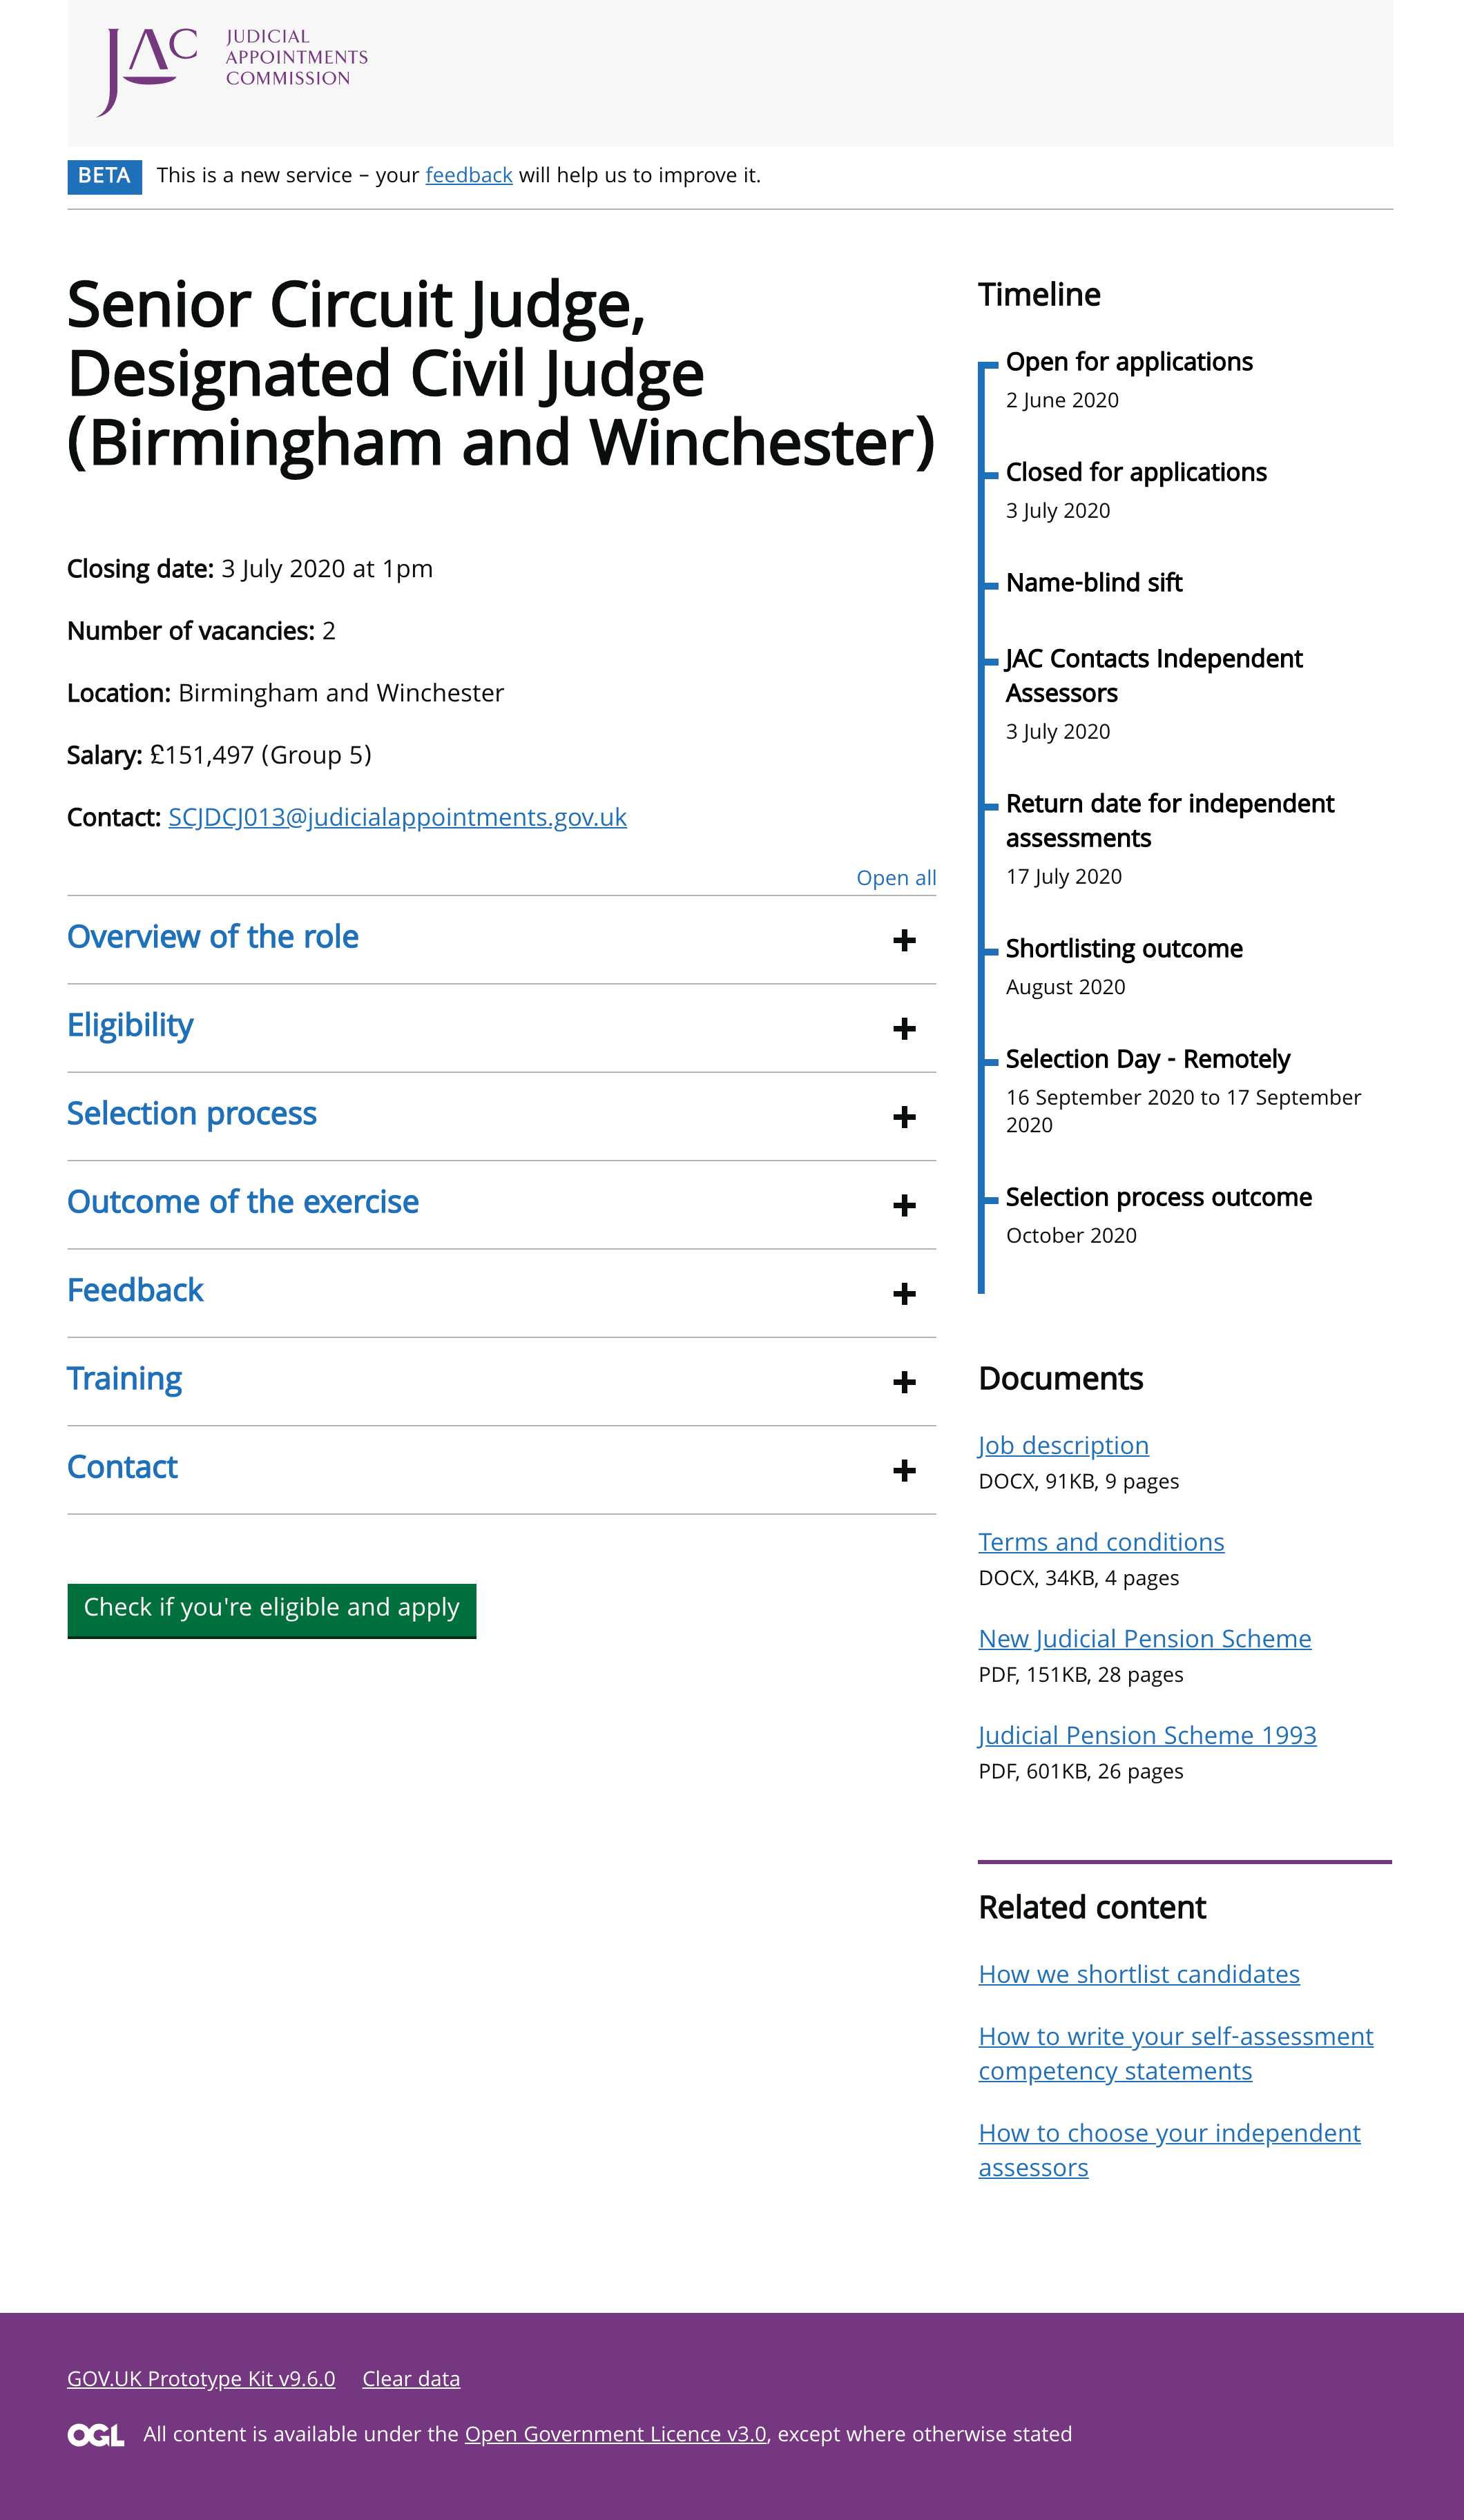 JAC
JUDICIAL
APPOINTMENTS
COMMISSION
BETA This is a new service – your feedback will help us to improve it.
Senior Circuit Judge,
Designated Civil Judge
(Birmingham and Winchester)
Closing date: 3 July 2020 at 1pm
Number of vacancies: 2
Location: Birmingham and Winchester
Salary: £151,497 (Group 5)
Contact: SCJDCJ013@judicialappointments.gov.uk
Open all
Overview of the role
Eligibility
Selection process
Outcome of the exercise
Feedback
Training
Contact
Check if you're eligible and apply
Timeline
Open for applications
2 June 2020
Closed for applications
3 July 2020
Name-blind sift
JAC Contacts Independent
Assessors
3 July 2020
Return date for independent
assessments
17 July 2020
Shortlisting outcome
August 2020
Selection Day - Remotely
16 September 2020 to 17 September
2020
Selection process outcome
October 2020
Documents
Job description
DOCX, 91KB, 9 pages
Terms and conditions
DOCX, 34KB, 4 pages
New Judicial Pension Scheme
PDF, 151KB, 28 pages
Judicial Pension Scheme 1993
PDF, 601KB, 26 pages
Related content
How we shortlist candidates
How to write your self-assessment
competency statements
How to choose your independent
assessors
GOV.UK Prototype Kit v9.6.0 Clear data
OGL All content is available under the Open Government Licence v3.0, except where otherwise stated